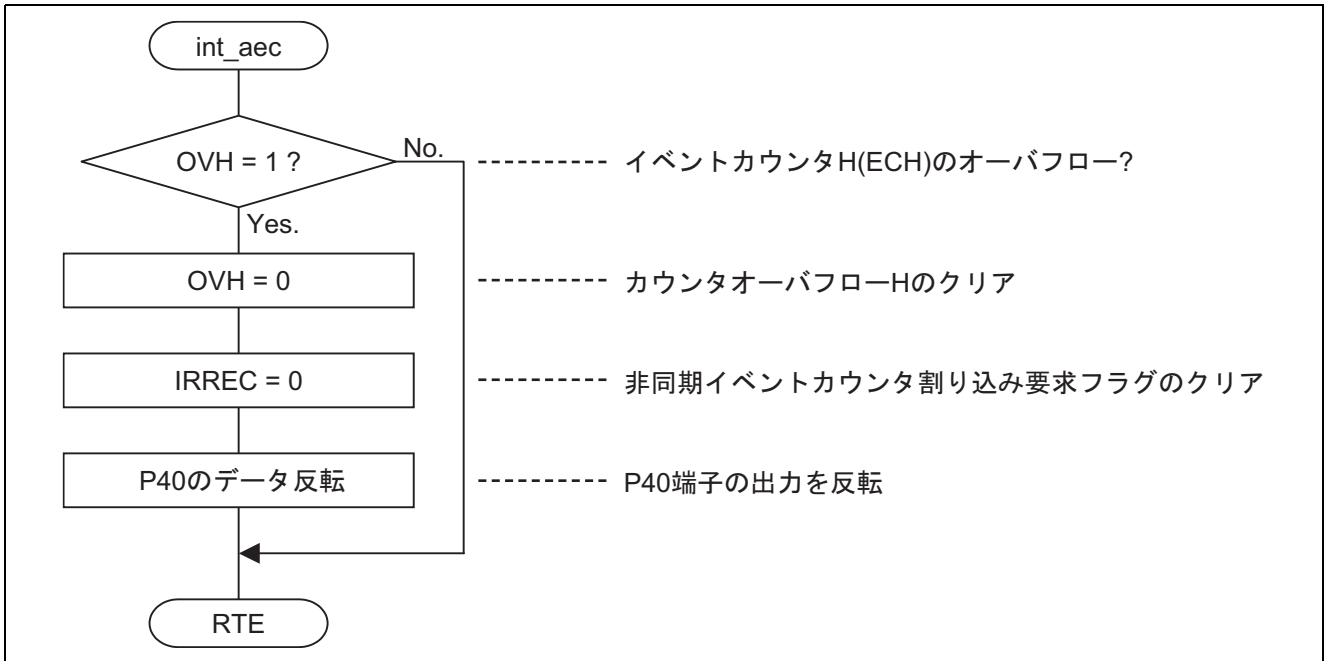 int_aec
OVH = 1 ?
No.
---------- イベントカウンタH(ECH)のオーバフロー?
Yes.
OVH = 0
---------- カウンタオーバフローHのクリア
IRREC = 0
---------- 非同期イベントカウンタ割り込み要求フラグのクリア
P40のデータ反転
---------- P40端子の出力を反転
RTE